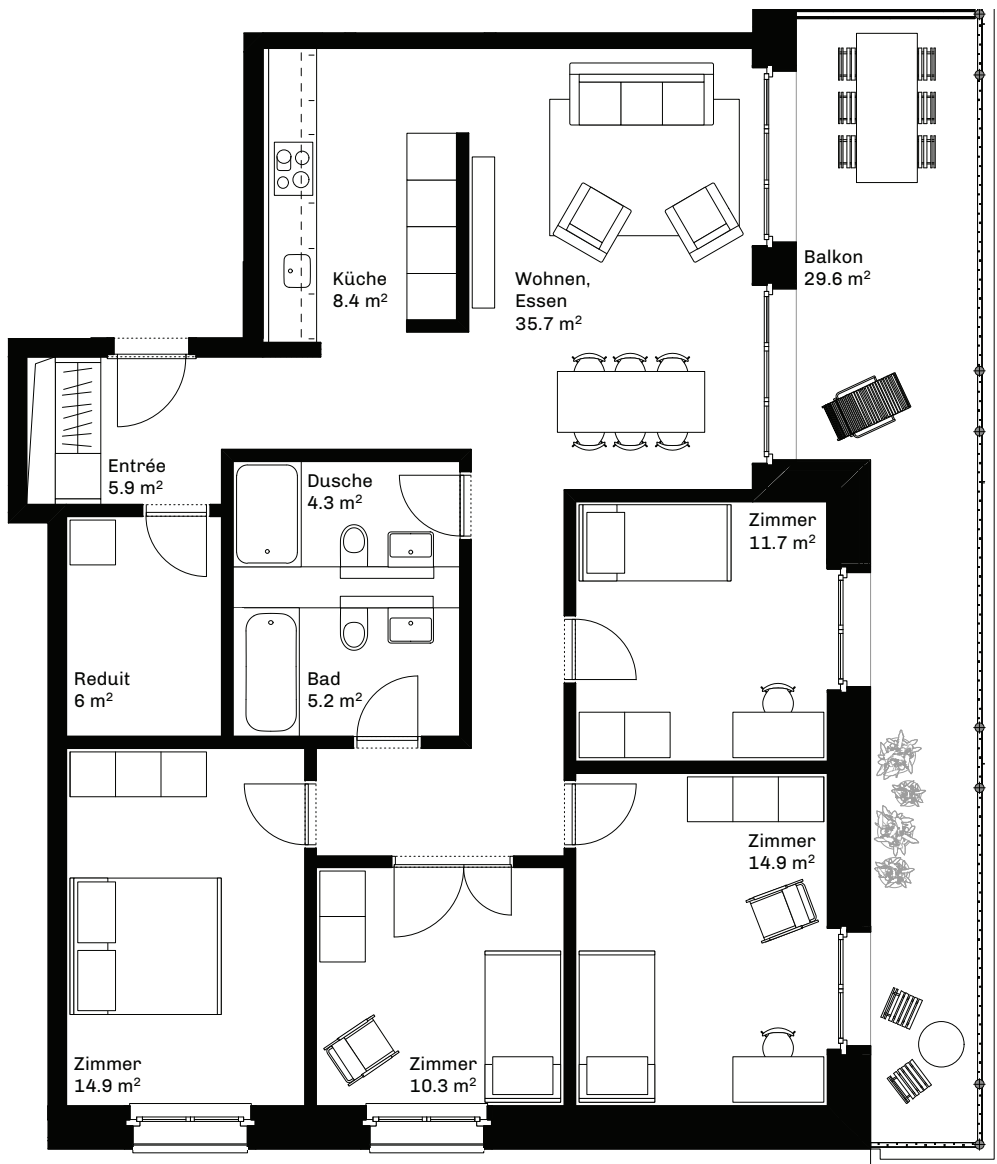 Balkon
29.6 m²
Küche
8.4 m²
Wohnen,
Essen
35.7 m²
Entrée
5.9 m²
Dusche
4.3 m²
Zimmer
11.7 m²
Reduit
6 m²
Bad
5.2 m²
Zimmer
14.9 m²
Zimmer
14.9 m²
Zimmer
10.3 m²